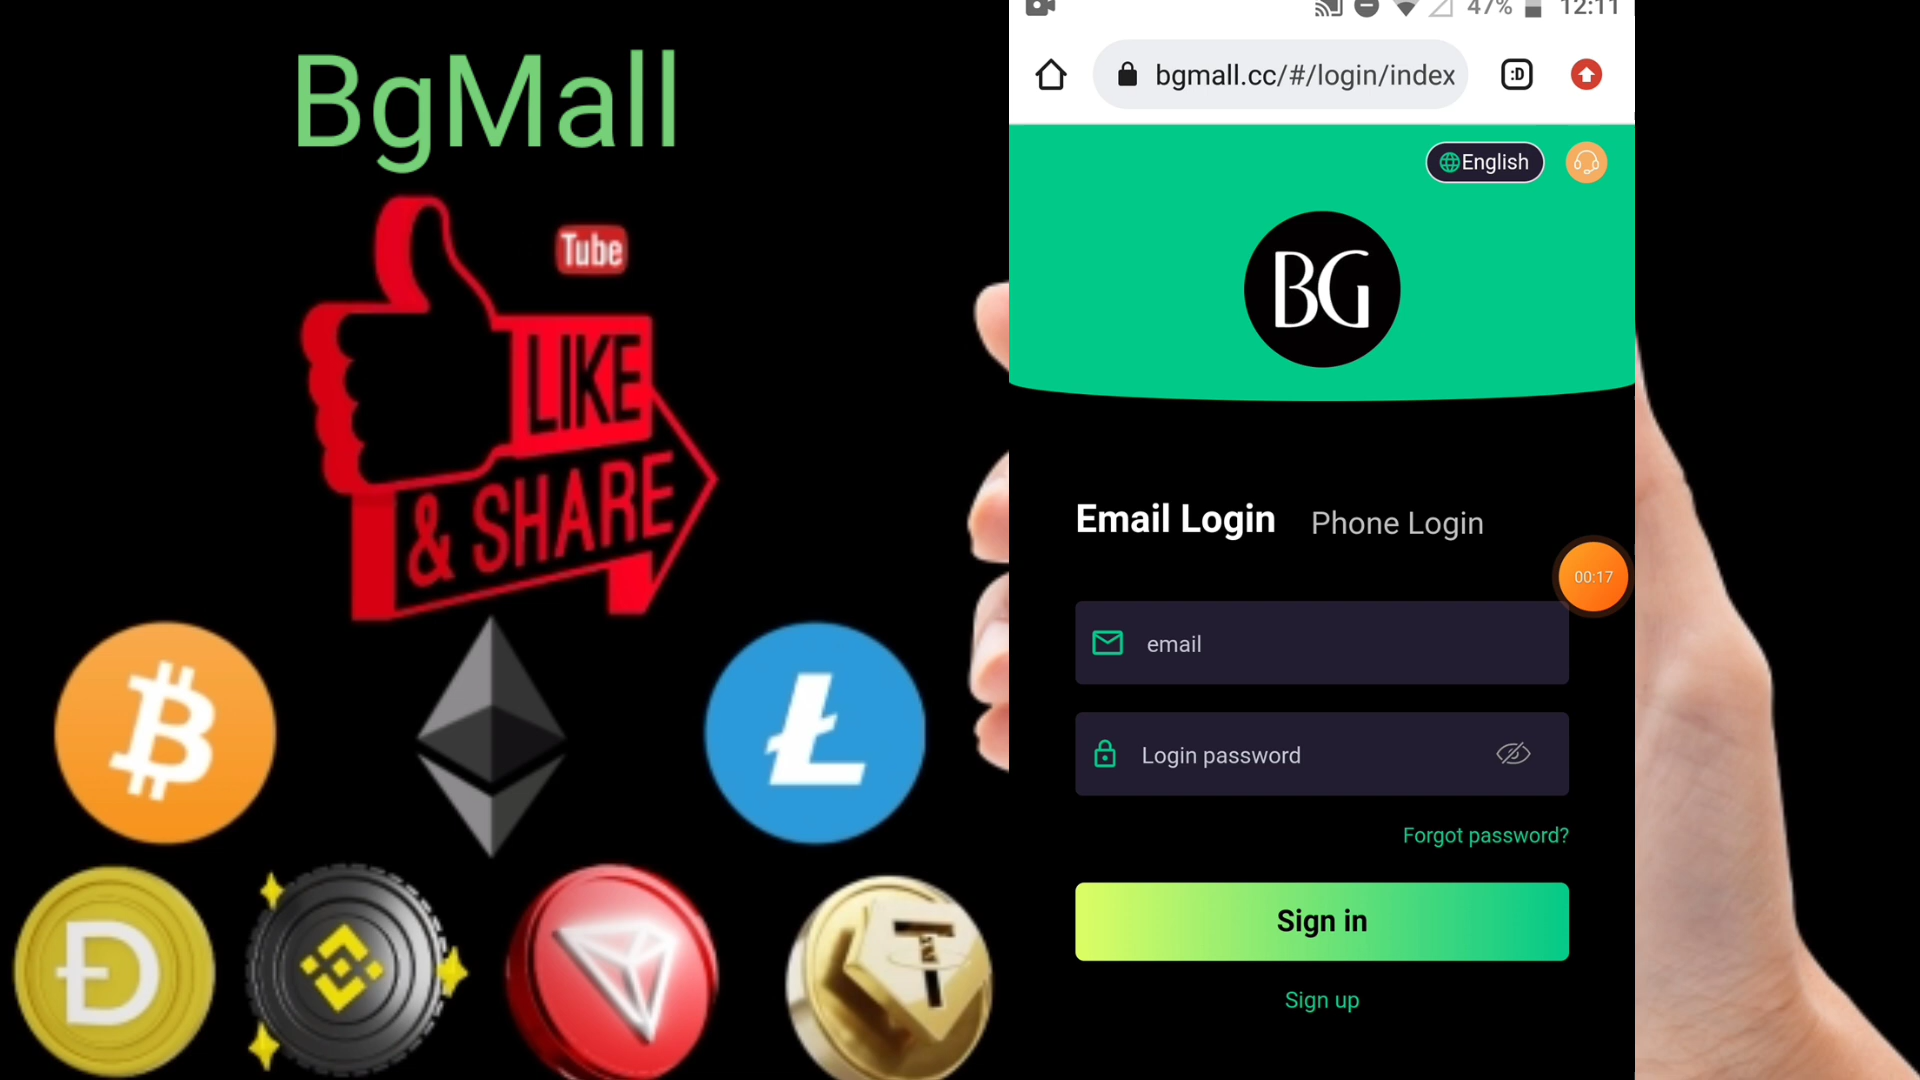 BgMall
Tube
LIKE
& SHARE
47%
12:11
bgmall.cc/#/login/index
:D
English
BG
Email Login
Phone Login
00:17
email
Login password
Forgot password?
Sign in
Sign up